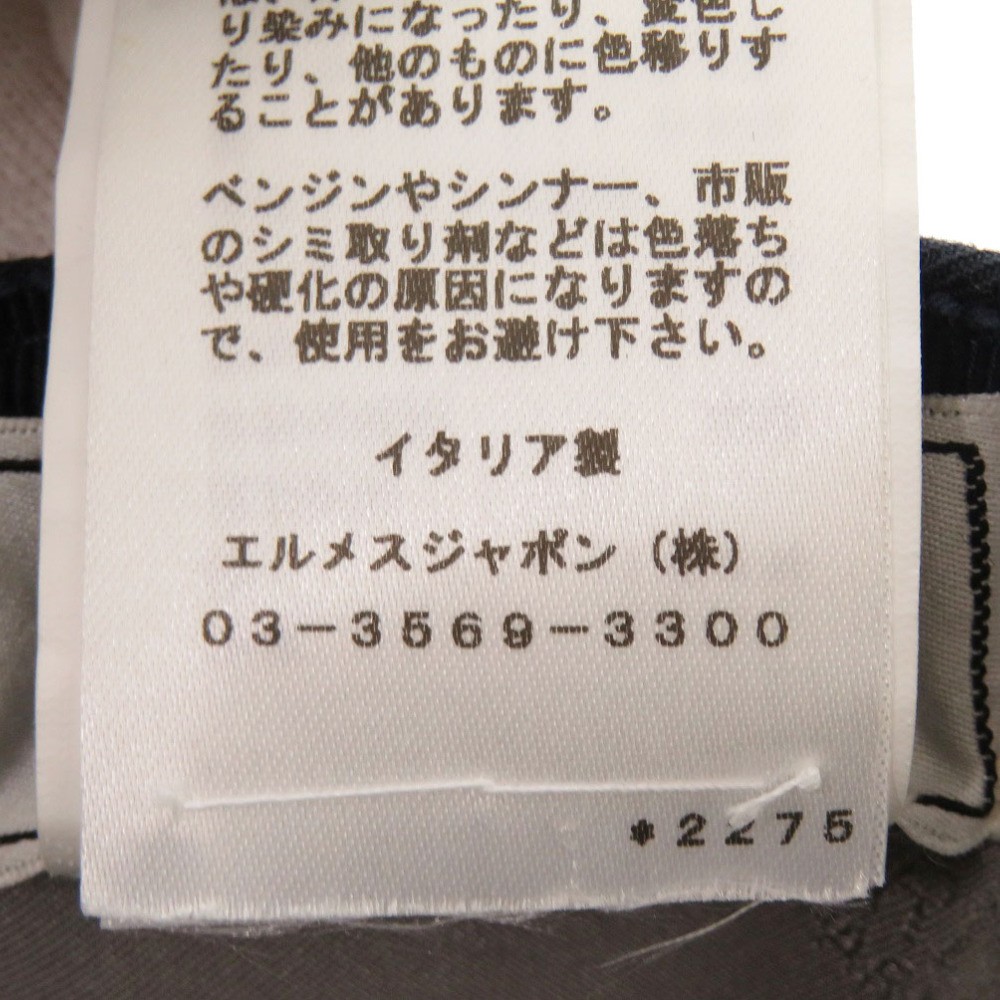 り染みになったり、変色し
たり、他のものに色移りす
ることがあります。
ベンジンやシンナー、市販
のシミ取り剤などは色落ち
や硬化の原因になりますの
で、使用をお避け下さい。
イタリア製
エルメスジャポン（株）
03－3569－3300
*2275